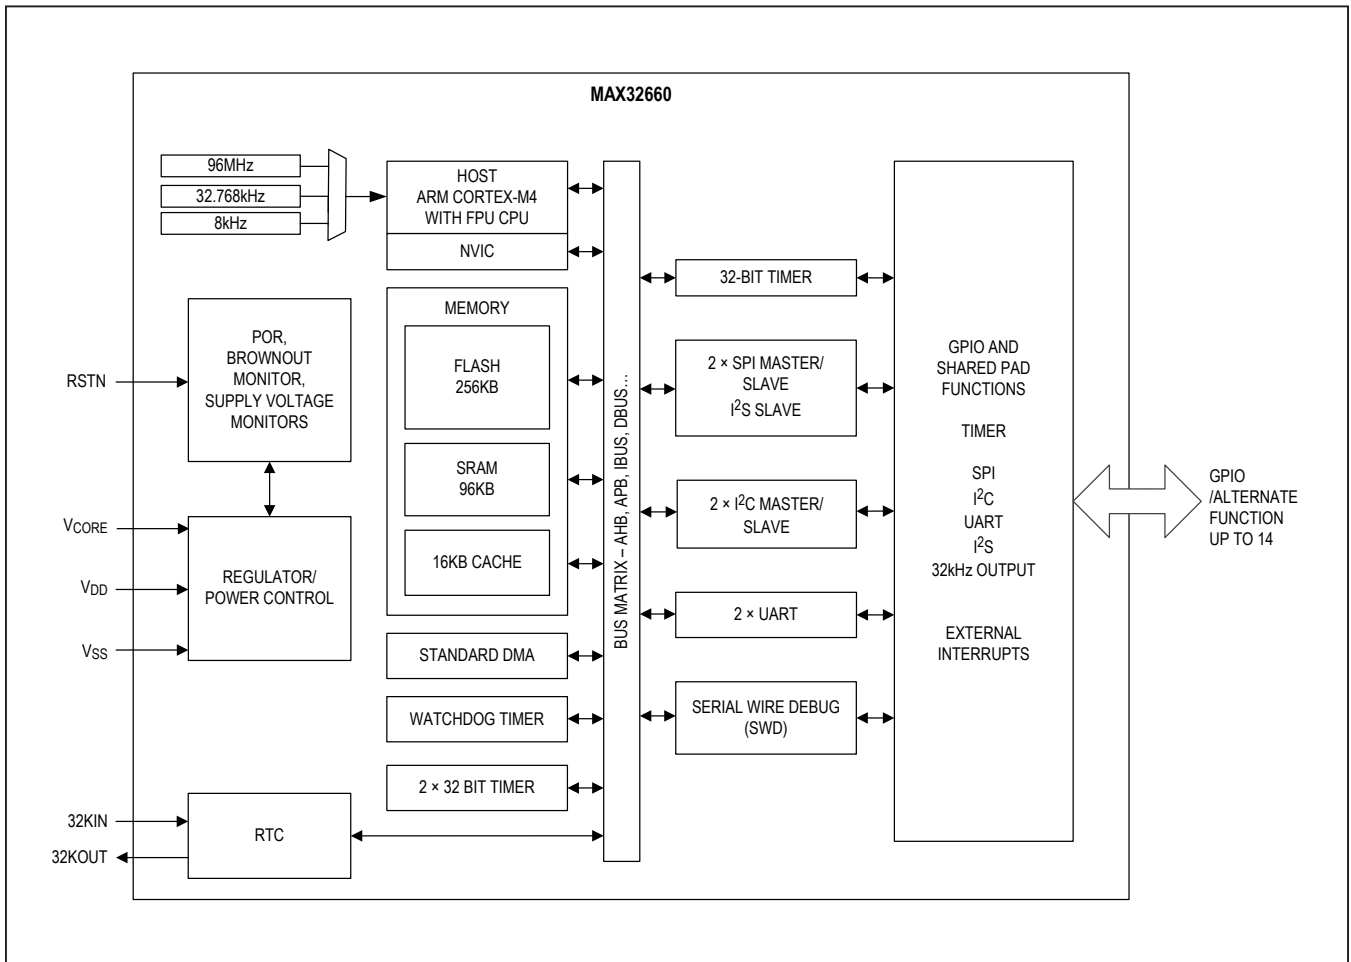 MAX32660
96MHz
32.768kHz
8kHz
HOST
ARM CORTEX-M4
WITH FPU CPU
NVIC
MEMORY
FLASH
256KB
SRAM
96KB
16KB CACHE
STANDARD DMA
WATCHDOG TIMER
2 × 32 BIT TIMER
RSTN
POR,
BROWNOUT
MONITOR,
SUPPLY VOLTAGE
MONITORS
VCORE
VDD
VSS
REGULATOR/
POWER CONTROL
32KIN
32KOUT
RTC
BUS MATRIX – AHB, APB, IBUS, DBUS…
32-BIT TIMER
2 × SPI MASTER/
SLAVE
I2S SLAVE
2 × I2C MASTER/
SLAVE
2 × UART
SERIAL WIRE DEBUG
(SWD)
GPIO AND
SHARED PAD
FUNCTIONS
TIMER
SPI
I2C
UART
I2S
32kHz OUTPUT
EXTERNAL
INTERRUPTS
GPIO
/ALTERNATE
FUNCTION
UP TO 14